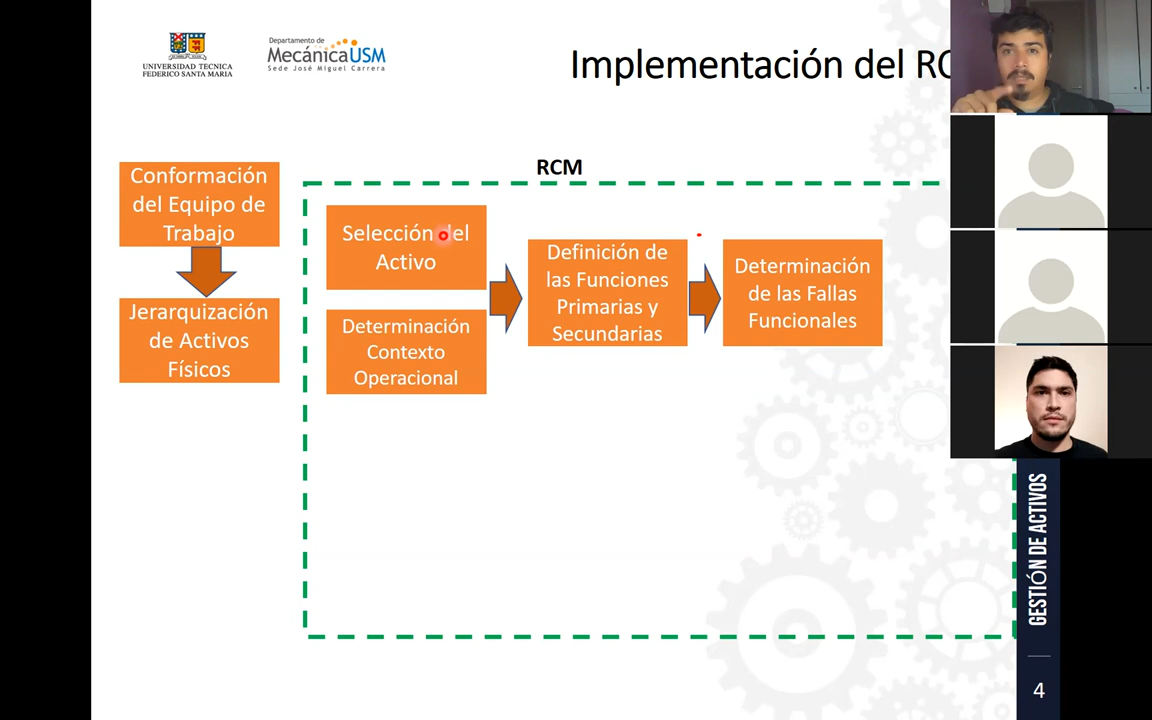 UNIVERSIDAD TECNICA
FEDERICO SANTA MARIA
Departamento de
MecánicaUSM
Sede José Miguel Carrera
Implementación del RC
RCM
Conformación
del Equipo de
Trabajo
Jerarquización
de Activos
Físicos
Selección del
Activo
Determinación
Contexto
Operacional
Definición de
las Funciones
Primarias y
Secundarias
Determinación
de las Fallas
Funcionales
GESTIÓN DE ACTIVOS
4